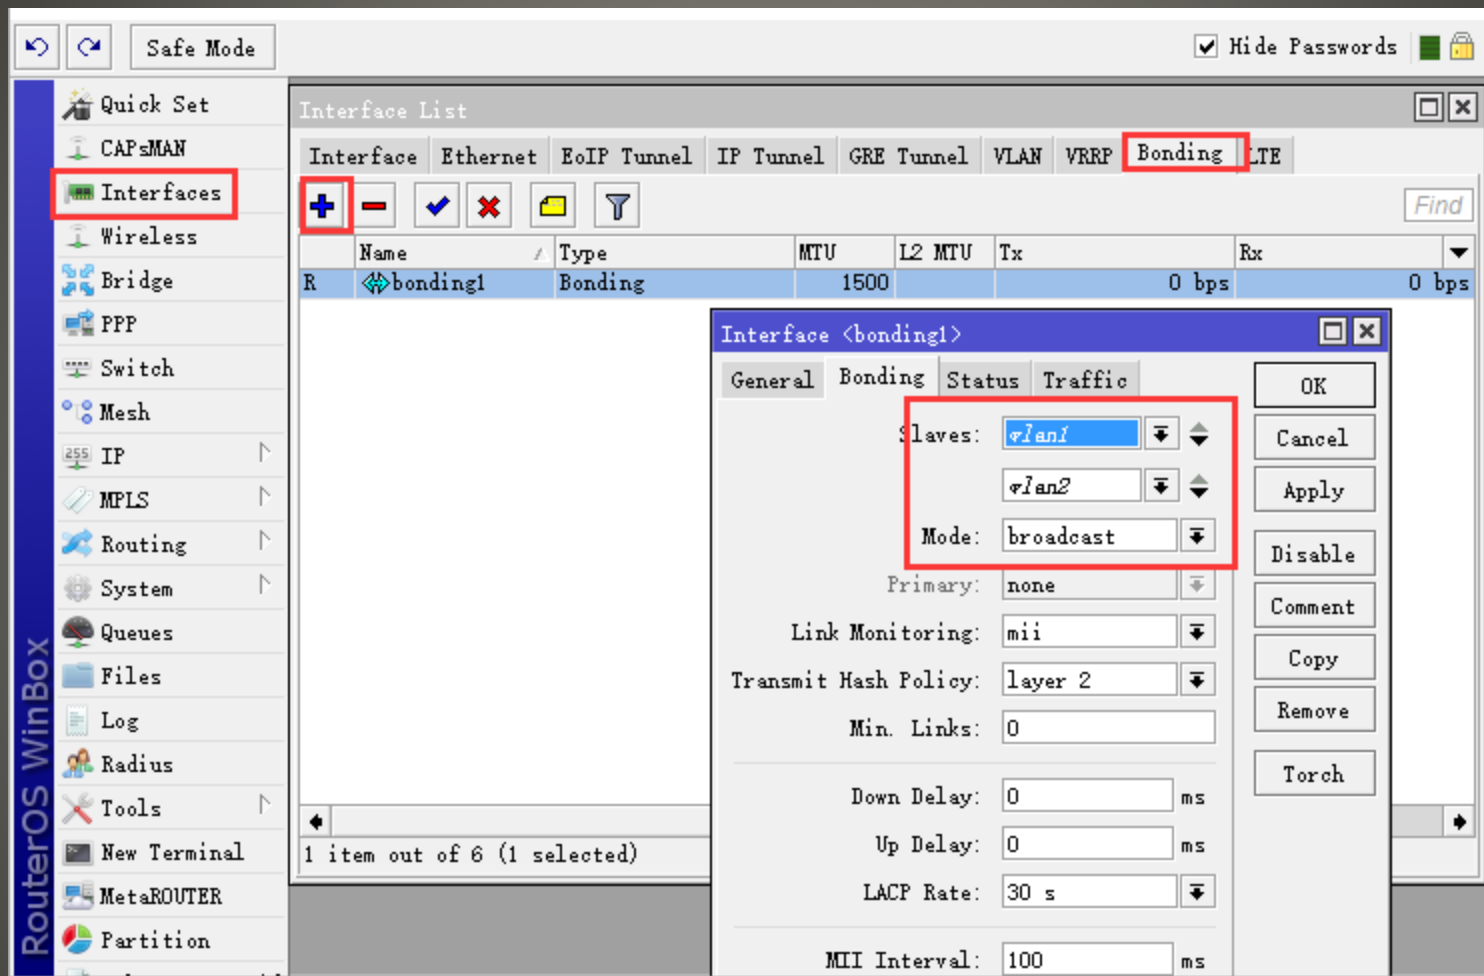 Safe Mode
Hide Passwords
RouterOS WinBox
Quick Set
CAPsMAN
Interfaces
Wireless
Bridge
PPP
Switch
Mesh
255 IP
MPLS
Routing
System
Queues
Files
Log
Radius
Tools
New Terminal
MetaROUTER
Partition
Interface List
Interface Ethernet EoIP Tunnel IP Tunnel GRE Tunnel VLAN VRRP Bonding LTE
Find
Name Type MTU L2 MTU Tx Rx
R bonding1 Bonding 1500 0 bps 0 bps
1 item out of 6 (1 selected)
Interface <bonding1>
General Bonding Status Traffic
Slaves: vlan1
vlan2
Mode: broadcast
Primary: none
Link Monitoring: mii
Transmit Hash Policy: layer 2
Min. Links: 0
Down Delay: 0 ms
Up Delay: 0 ms
LACP Rate: 30 s
MII Interval: 100 ms
OK
Cancel
Apply
Disable
Comment
Copy
Remove
Torch